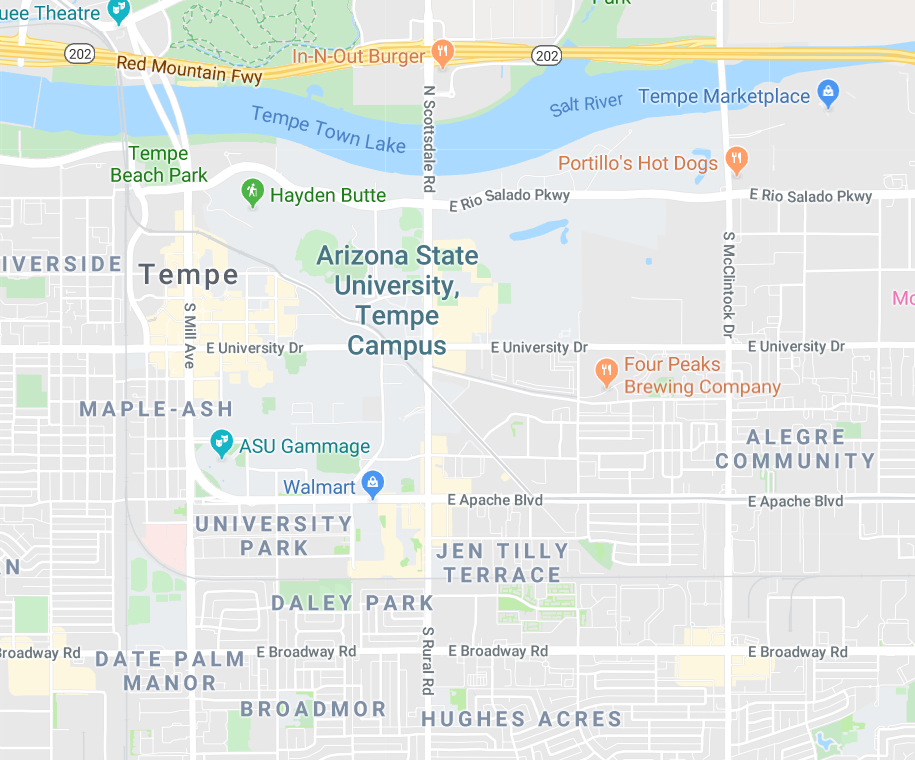 uee Theatre
Park
202
In-N-Out Burger
202
Red Mountain Fwy
Tempe Marketplace
Salt River
Tempe Town Lake
N Scottsdale Rd
Tempe
Beach Park
Portillo's Hot Dogs
Hayden Butte
E Rio Salado Pkwy
E Rio Salado Pkwy
IVERSIDE
Tempe
Arizona State
University,
Tempe
Campus
S McClintock Dr
Mc
S Mill Ave
E University Dr
E University Dr
E University Dr
Four Peaks
Brewing Company
MAPLE-ASH
ASU Gammage
ALEGRE
COMMUNITY
Walmart
E Apache Blvd
E Apache Blvd
UNIVERSITY
PARK
JEN TILLY
TERRACE
N
DALEY PARK
S Rural Rd
Broadway Rd
E Broadway Rd
E Broadway Rd
E Broadway Rd
DATE PALM
MANOR
BROADMOR
HUGHES ACRES